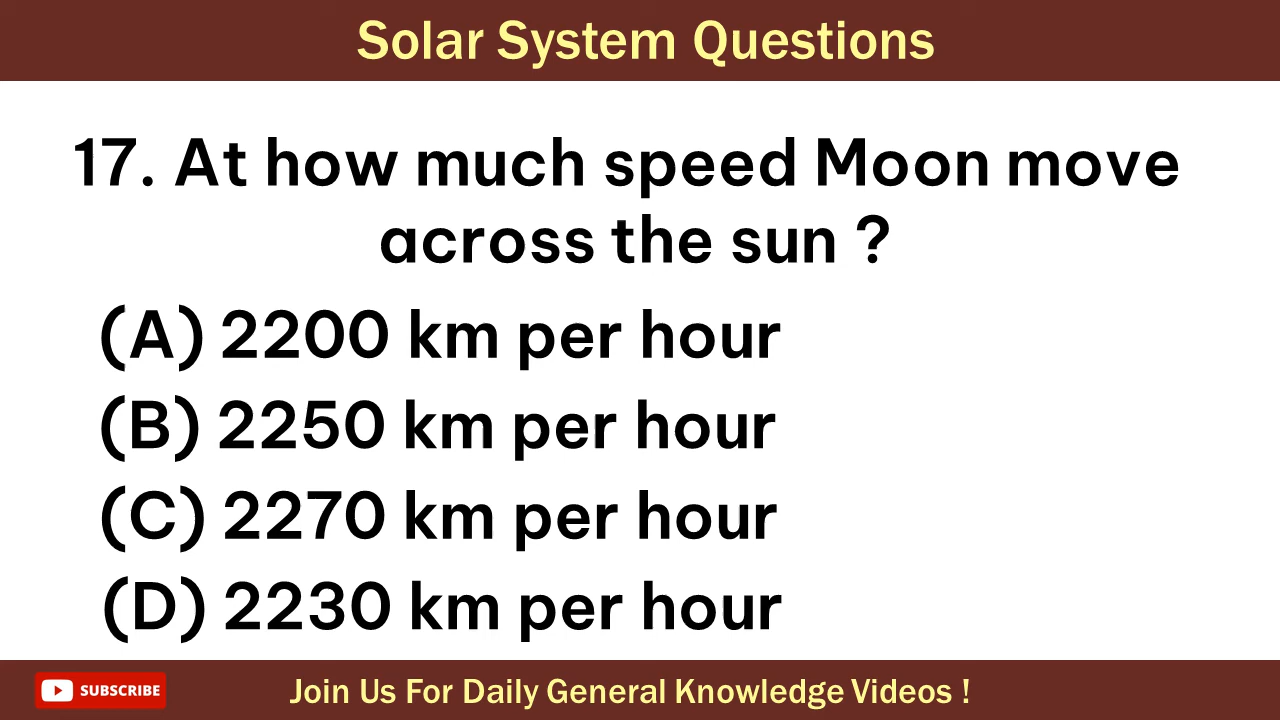 Solar System Questions
17. At how much speed Moon move
across the sun ?
(A) 2200 km per hour
(B) 2250 km per hour
(C) 2270 km per hour
(D) 2230 km per hour
SUBSCRIBE
Join Us For Daily General Knowledge Videos !